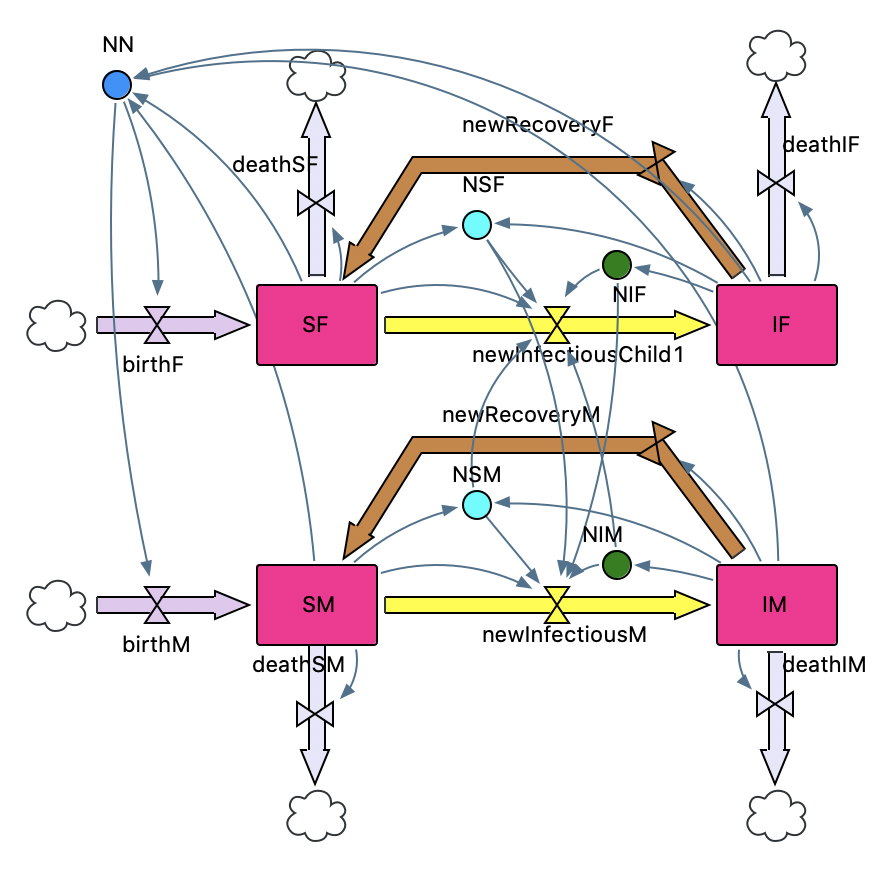 NN
newRecoveryF
deathIF
deathSF
NSF
NIF
SF
IF
newInfectiousChild1
birthF
newRecoveryM
NSM
NIM
SM
IM
newInfectiousM
birthM
deathSM
deathIM